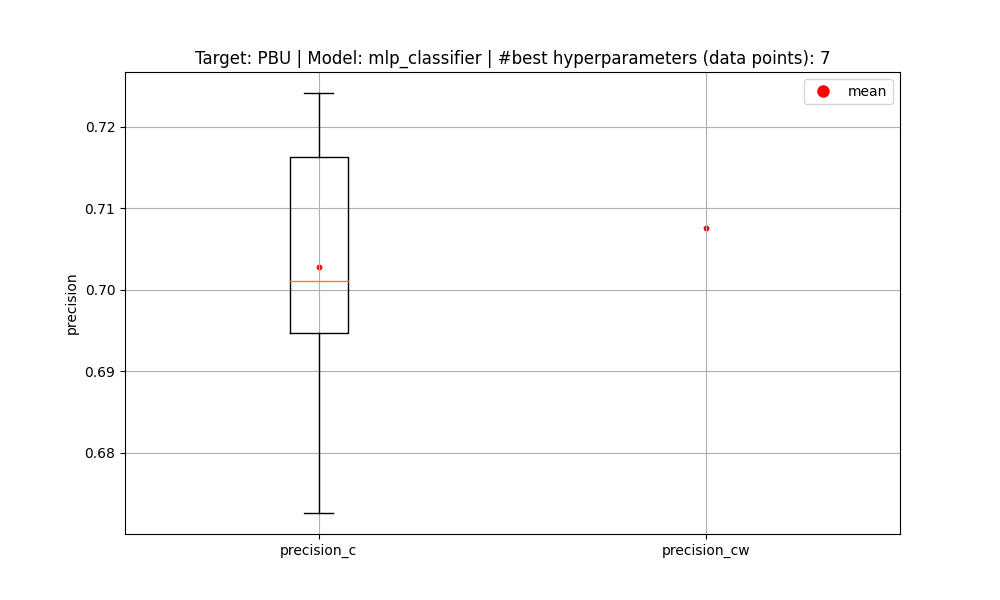 Target: PBU | Model: mlp_classifier | #best hyperparameters (data points): 7
mean
0.72
0.71
0.70
0.69
0.68
precision
precision_c
precision_cw